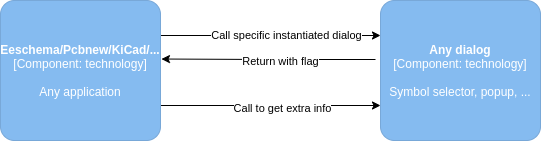 Eeschema/Pcbnew/KiCad/...
[Component: technology]
Any application
Call specific instantiated dialog
Return with flag
Call to get extra info
Any dialog
[Component: technology]
Symbol selector, popup, ...